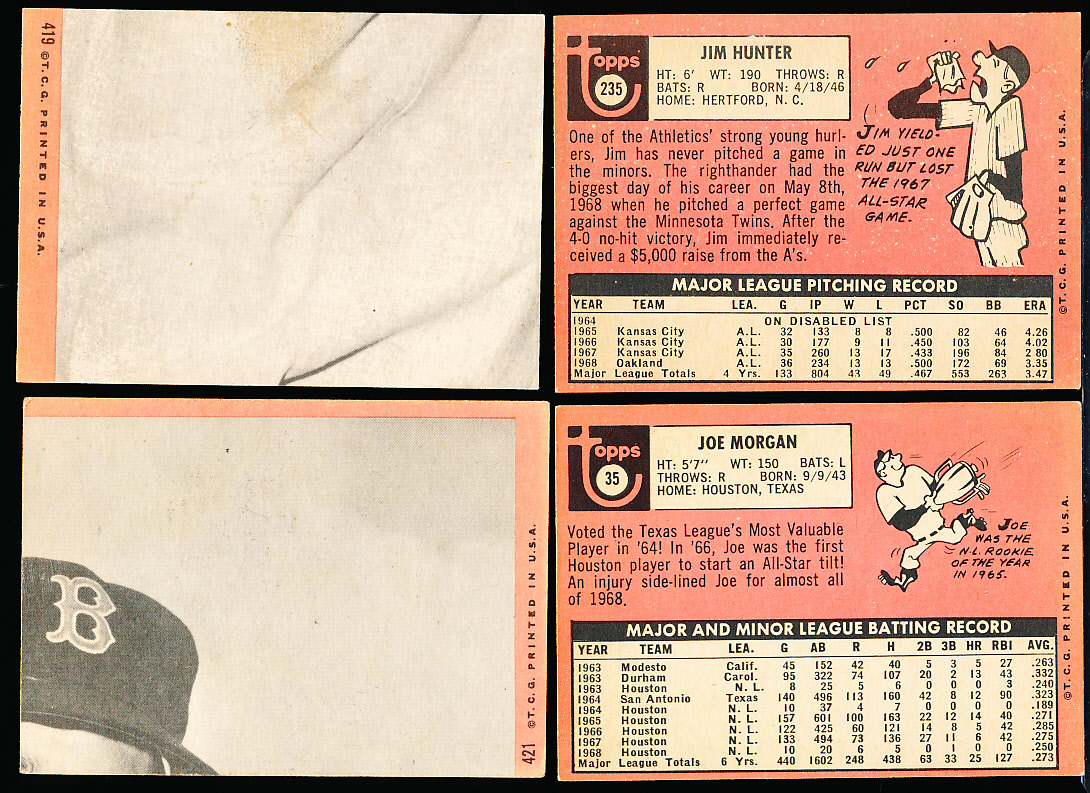 419 ©T.C.G. PRINTED IN U.S.A.
topps
235
JIM HUNTER
HT: 6' WT: 190 THROWS: R
BATS: R BORN: 4/18/46
HOME: HERTFORD, N. C.
One of the Athletics' strong young hurl-
ers, Jim has never pitched a game in
the minors. The righthander had the
biggest day of his career on May 8th,
1968 when he pitched a perfect game
against the Minnesota Twins. After the
4-0 no-hit victory, Jim immediately re-
ceived a $5,000 raise from the A's.
JIM YIELD-
ED JUST ONE
RUN BUT LOST
THE 1967
ALL-STAR
GAME.
MAJOR LEAGUE PITCHING RECORD
YEAR TEAM LEA. G IP W L PCT SO BB ERA
1964 ON DISABLED LIST
1965 Kansas City A.L. 32 133 8 8 .500 82 46 4.26
1966 Kansas City A.L. 30 177 9 11 .450 103 64 4.02
1967 Kansas City A.L. 35 260 13 17 .433 196 84 2 80
1968 Oakland A.L. 36 234 13 13 .500 172 69 3.35
Major League Totals 4 Yrs. 133 804 43 49 .467 553 263 3.47
©T.C.G. PRINTED IN U.S.A.
B
421 ©T.C.G. PRINTED IN U.S.A.
topps
35
JOE MORGAN
HT: 5'7" WT: 150 BATS: L
THROWS: R BORN: 9/9/43
HOME: HOUSTON, TEXAS
Voted the Texas League's Most Valuable
Player in '64! In '66, Joe was the first
Houston player to start an All-Star tilt!
An injury side-lined Joe for almost all
of 1968.
JOE
WAS THE
N.L. ROOKIE
OF THE YEAR
IN 1965.
MAJOR AND MINOR LEAGUE BATTING RECORD
YEAR TEAM LEA. G AB R H 2B 3B HR RBI AVG.
1963 Modesto Calif. 45 152 42 40 5 3 5 27 .263
1963 Durham Carol. 95 322 74 107 20 2 13 43 .332
1963 Houston N. L. 8 25 5 6 0 0 0 3 .240
1964 San Antonio Texas 140 496 113 160 42 8 12 90 .323
1964 Houston N. L. 10 37 4 7 0 0 0 0 .189
1965 Houston N. L. 157 601 100 163 22 12 14 40 .271
1966 Houston N. L. 122 425 60 121 14 8 5 42 .285
1967 Houston N. L. 133 494 73 136 27 11 6 42 .275
1968 Houston N. L. 10 20 6 5 0 1 0 0 .250
Major League Totals 6 Yrs. 440 1602 248 438 63 33 25 127 .273
©T.C.G. PRINTED IN U.S.A.